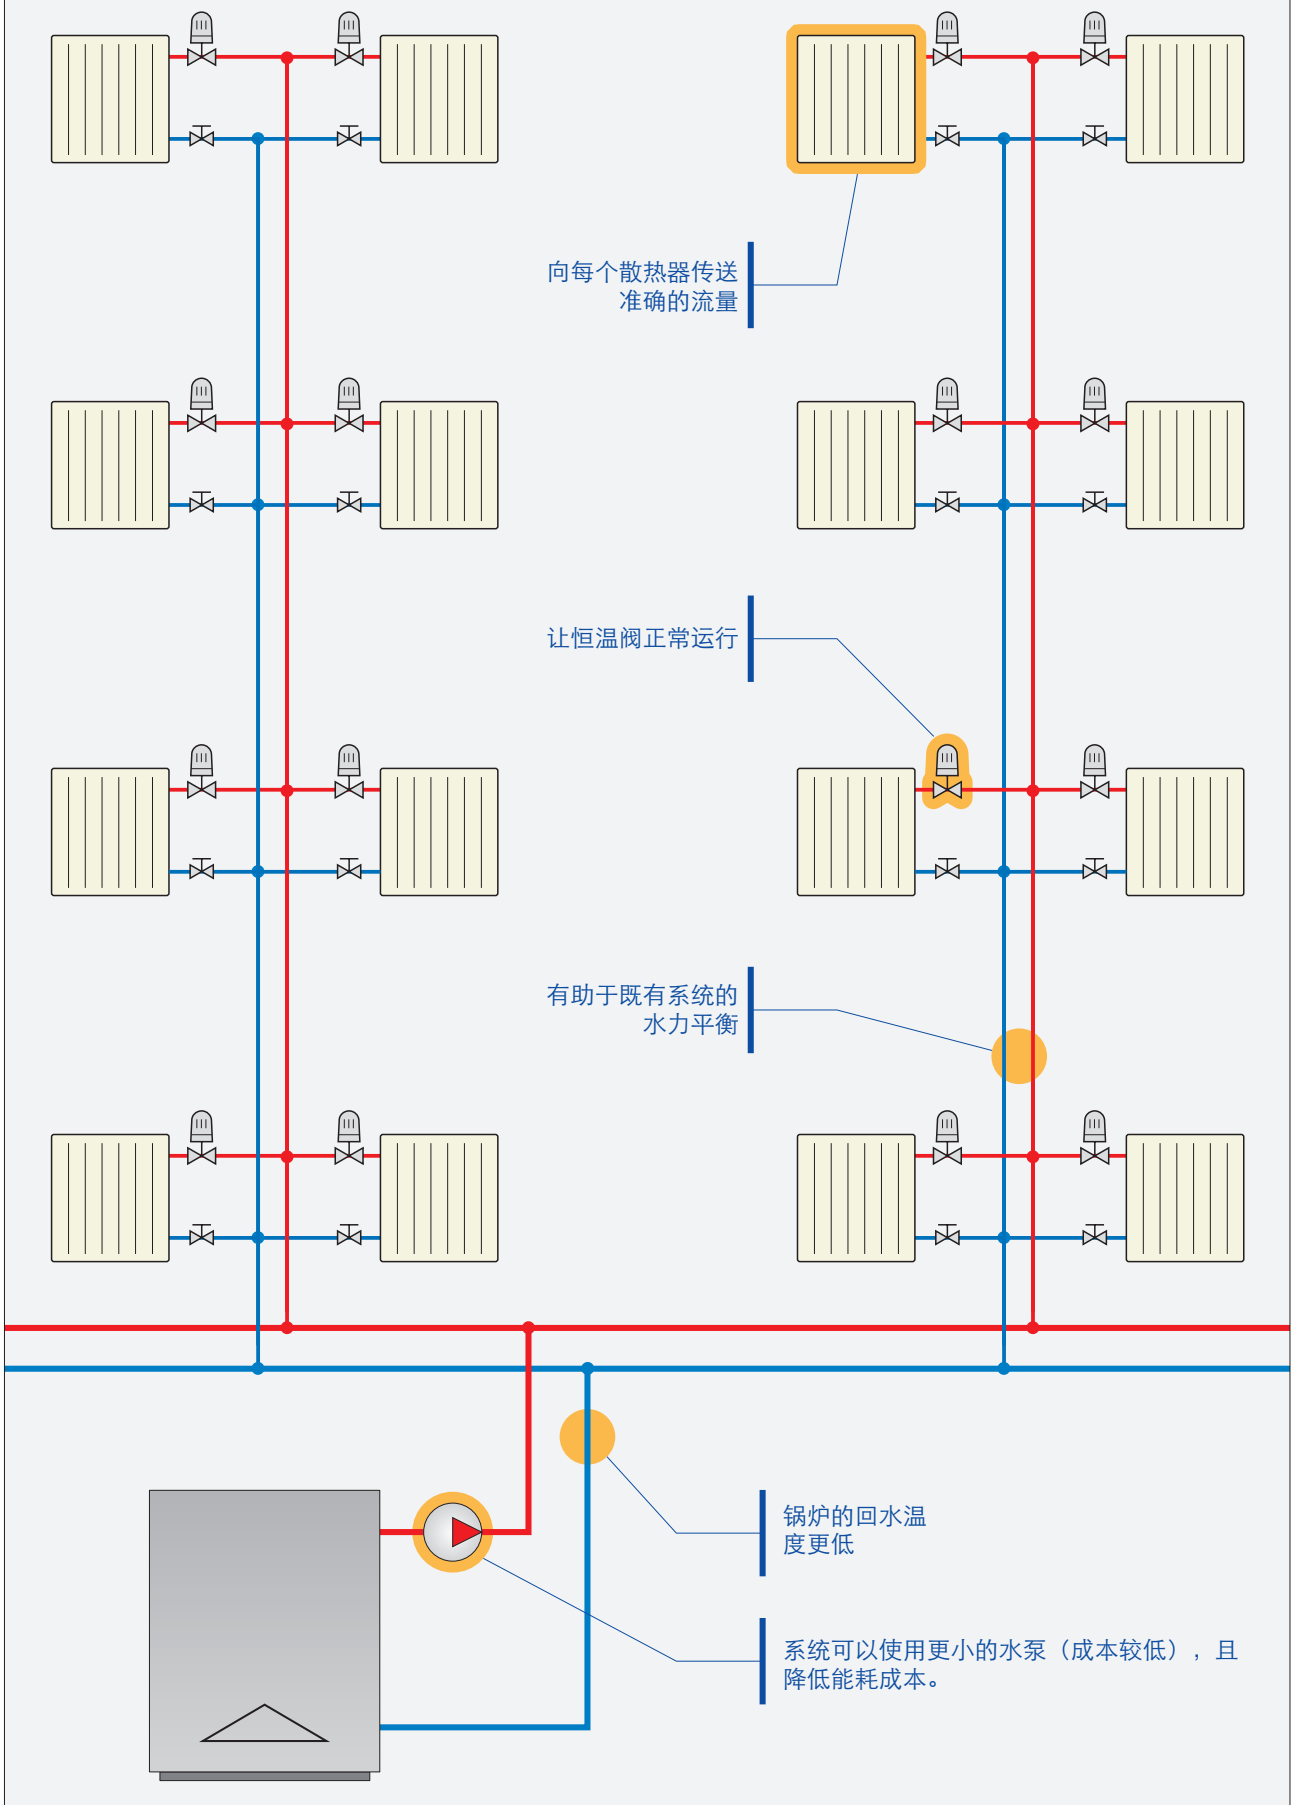 向每个散热器传送
准确的流量
让恒温阀正常运行
有助于既有系统的
水力平衡
锅炉的回水温
度更低
系统可以使用更小的水泵（成本较低），且
降低能耗成本。